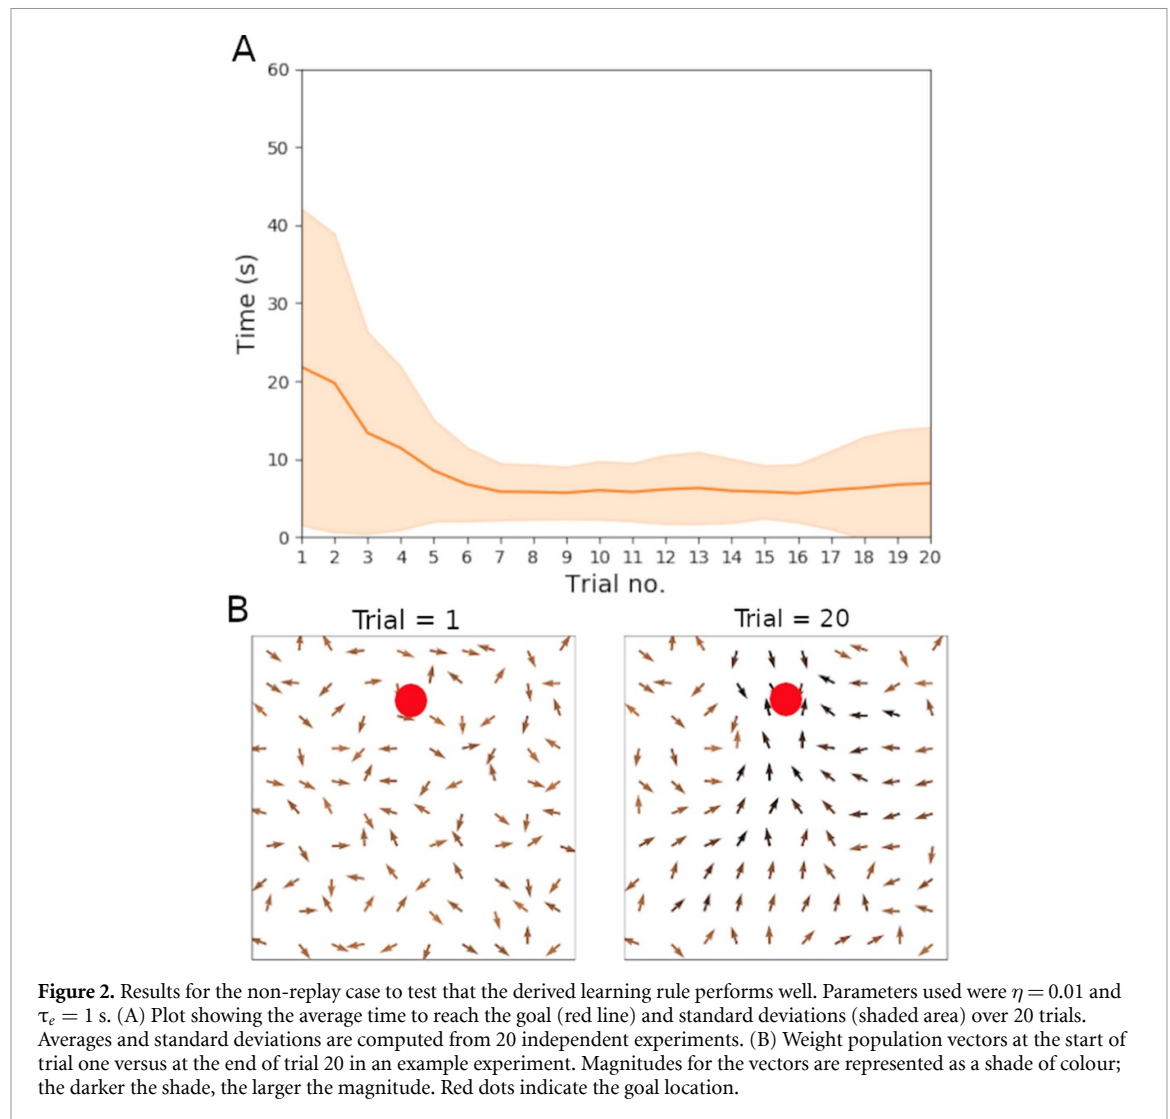 A
60
50
40
30
20
10
0
Time (s)
1 2 3 4 5 6 7 8 9 10 11 12 13 14 15 16 17 18 19 20
Trial no.
B
Trial = 1
Trial = 20
Figure 2. Results for the non-replay case to test that the derived learning rule performs well. Parameters used were η = 0.01 and
τe = 1 s. (A) Plot showing the average time to reach the goal (red line) and standard deviations (shaded area) over 20 trials.
Averages and standard deviations are computed from 20 independent experiments. (B) Weight population vectors at the start of
trial one versus at the end of trial 20 in an example experiment. Magnitudes for the vectors are represented as a shade of colour;
the darker the shade, the larger the magnitude. Red dots indicate the goal location.